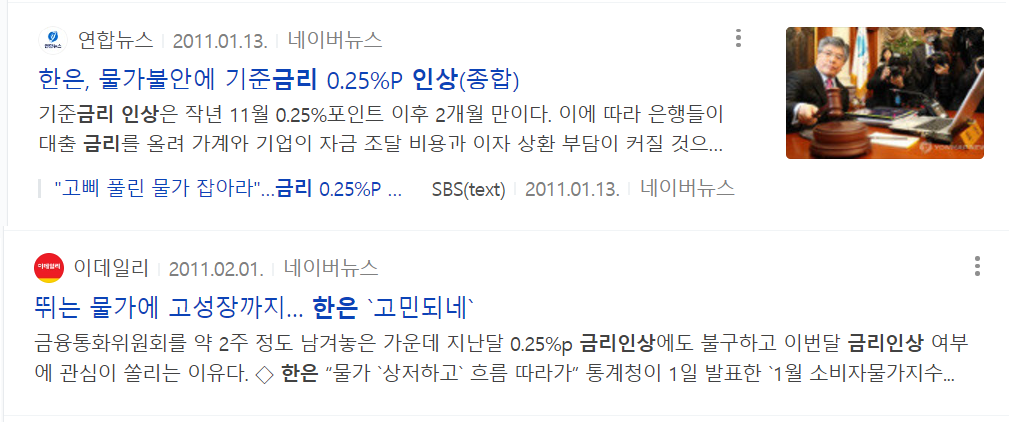 연합뉴스 2011.01.13. 네이버뉴스
한은, 물가불안에 기준금리 0.25%P 인상(종합)
기준금리 인상은 작년 11월 0.25%포인트 이후 2개월 만이다. 이에 따라 은행들이
대출 금리를 올려 가계와 기업이 자금 조달 비용과 이자 상환 부담이 커질 것으...
"고삐 풀린 물가 잡아라"...금리 0.25%P ... SBS(text) 2011.01.13. 네이버뉴스
이데일리
이데일리 2011.02.01. 네이버뉴스
뛰는 물가에 고성장까지... 한은 `고민되네`
금융통화위원회를 약 2주 정도 남겨놓은 가운데 지난달 0.25%p 금리인상에도 불구하고 이번달 금리인상 여부
에 관심이 쏠리는 이유다. ◇ 한은 “물가 `상저하고` 흐름 따라가” 통계청이 1일 발표한 `1월 소비자물가지수...